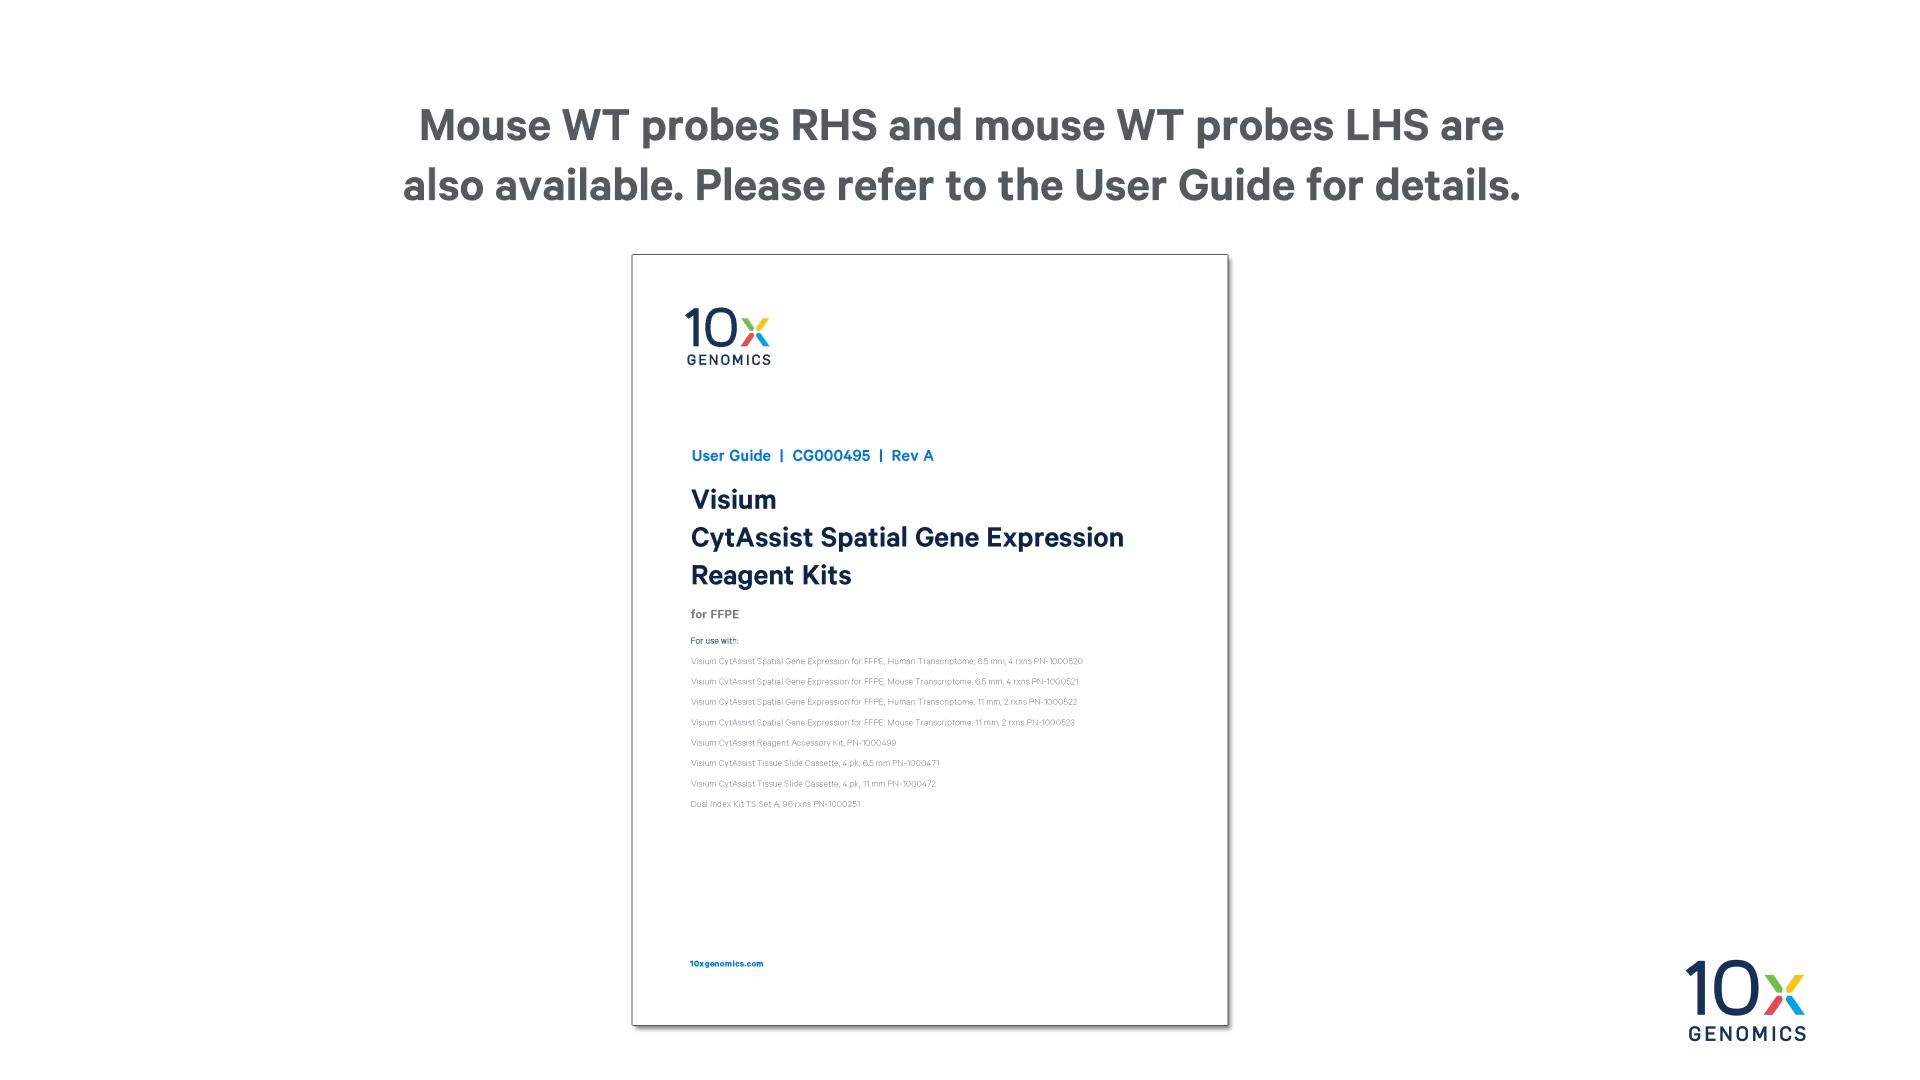 Mouse WT probes RHS and mouse WT probes LHS are
also available. Please refer to the User Guide for details.
10x
GENOMICS
User Guide | CG000495 | Rev A
Visium
CytAssist Spatial Gene Expression
Reagent Kits
for FFPE
For use with:
Visium CytAssist Spatial Gene Expression for FFPE, Human Transcriptome, 6.5 mm, 4 rxns PN-1000520
Visium CytAssist Spatial Gene Expression for FFPE, Mouse Transcriptome, 6.5 mm, 4 rxns PN-1000521
Visium CytAssist Spatial Gene Expression for FFPE, Human Transcriptome, 11 mm, 2 rxns PN-1000522
Visium CytAssist Spatial Gene Expression for FFPE, Mouse Transcriptome, 11 mm, 2 rxns PN-1000523
Visium CytAssist Reagent Accessory Kit, PN-1000499
Visium CytAssist Tissue Slide Cassette, 4 pk, 6.5 mm PN-1000471
Visium CytAssist Tissue Slide Cassette, 4 pk, 11 mm PN-1000472
Dual Index Kit TS Set A, 96 rxns PN-1000251
10xgenomics.com
10x
GENOMICS